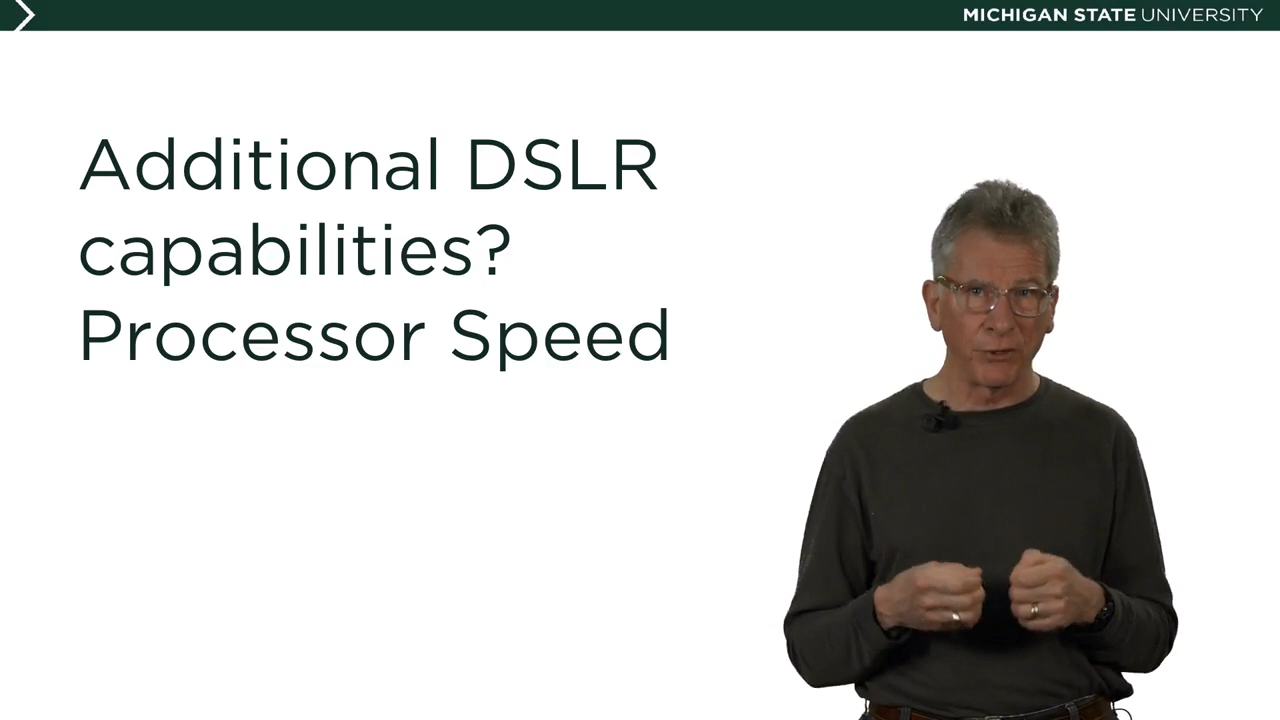 MICHIGAN STATE UNIVERSITY
Additional DSLR
capabilities?
Processor Speed